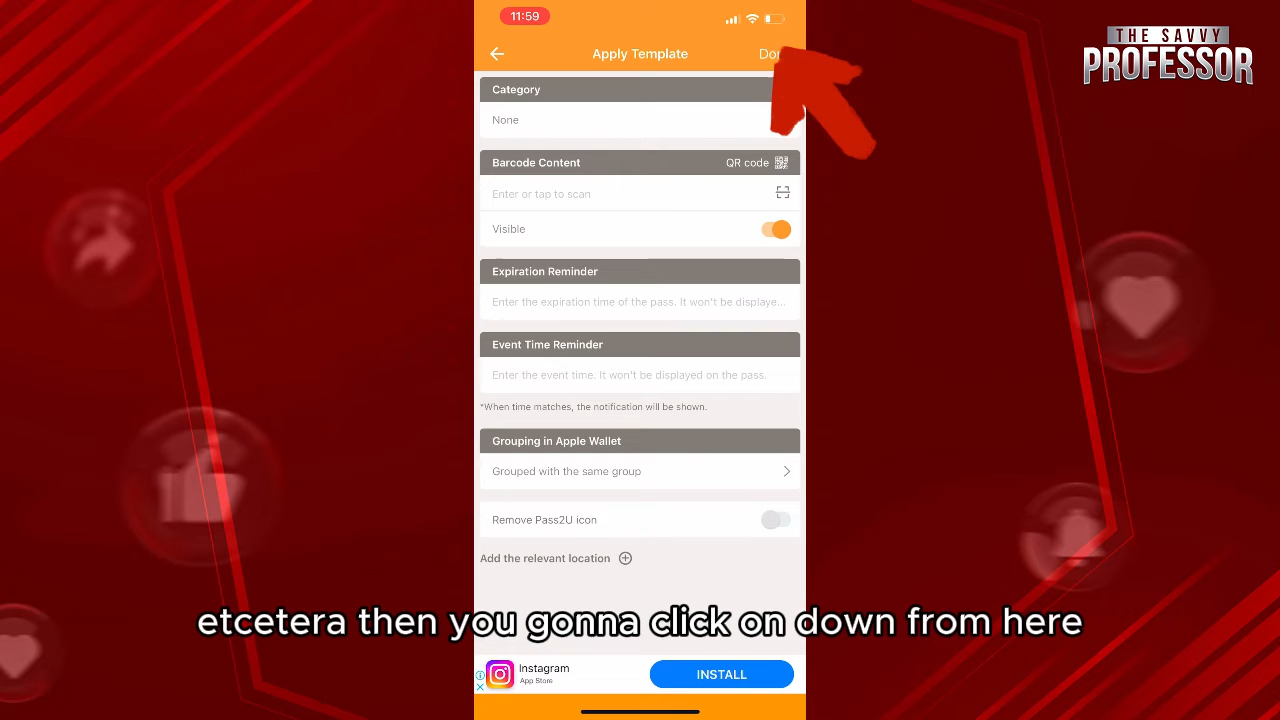 11:59
THE SAVVY
PROFESSOR
Apply Template
Category
None
Barcode Content QR code
Enter or tap to scan
Visible
Expiration Reminder
Enter the expiration time of the pass. It won't be displaye...
Event Time Reminder
Enter the event time. It won't be displayed on the pass.
*When time matches, the notification will be shown.
Grouping in Apple Wallet
Grouped with the same group
Remove Pass2U icon
Add the relevant location
etcetera then you gonna click on down from here
Instagram
App Store
INSTALL